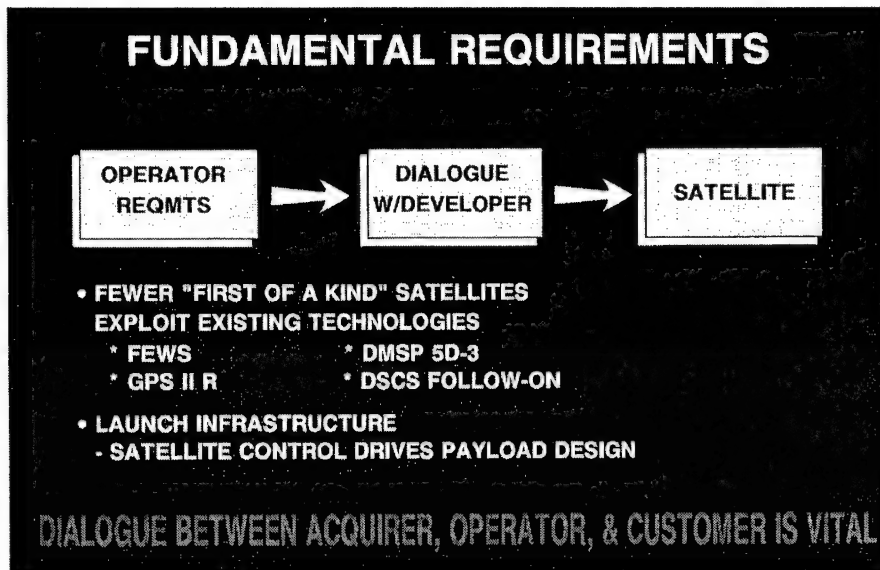 FUNDAMENTAL REQUIREMENTS
OPERATOR
REQMTS
DIALOGUE
W/DEVELOPER
SATELLITE
• FEWER "FIRST OF A KIND" SATELLITES
EXPLOIT EXISTING TECHNOLOGIES
* FEWS
* DMSP 5D-3
* GPS II R
* DSCS FOLLOW-ON
• LAUNCH INFRASTRUCTURE
- SATELLITE CONTROL DRIVES PAYLOAD DESIGN
DIALOGUE BETWEEN ACQUIRER, OPERATOR, & CUSTOMER IS VITAL